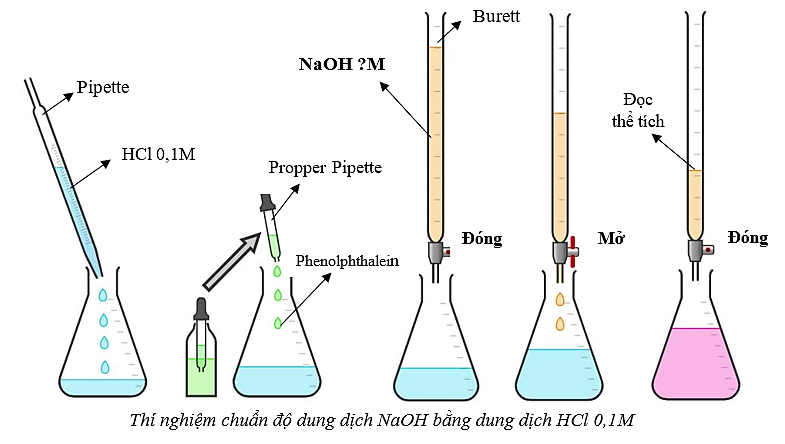 Burett
NaOH ?M
Pipette
Đọc
thể tích
HCl 0,1M
Propper Pipette
Đóng
Mở
Đóng
Phenolphthalein
Thí nghiệm chuẩn độ dung dịch NaOH bằng dung dịch HCl 0,1M